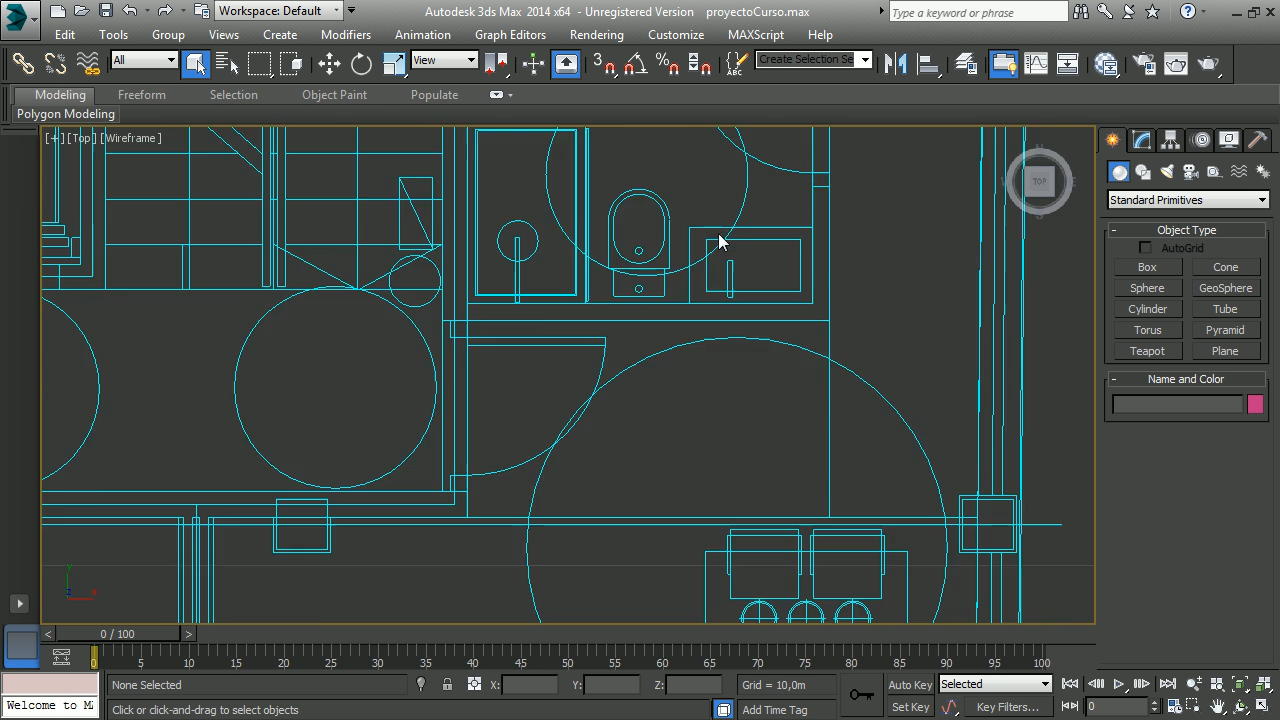 Workspace: Default
Autodesk 3ds Max 2014 x64 - Unregistered Version proyectoCurso.max
Type a keyword or phrase
Edit Tools Group Views Create Modifiers Animation Graph Editors Rendering Customize MAXScript Help
All
View
Create Selection Se
Modeling Freeform Selection Object Paint Populate
Polygon Modeling
[+] [Top] [Wireframe]
TOP
Standard Primitives
- Object Type
AutoGrid
Box Cone
Sphere GeoSphere
Cylinder Tube
Torus Pyramid
Teapot Plane
- Name and Color
Y
X
< 0 / 100 >
0 5 10 15 20 25 30 35 40 45 50 55 60 65 70 75 80 85 90 95 100
None Selected X: Y: Z: Grid = 10,0m Auto Key Selected
Welcome to M Click or click-and-drag to select objects Add Time Tag Set Key Key Filters... 0